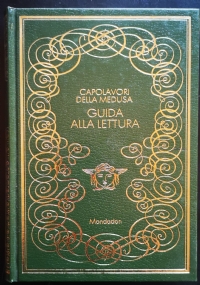 CAPOLAVORI
DELLA MEDUSA
GUIDA
ALLA LETTURA
Mondadori